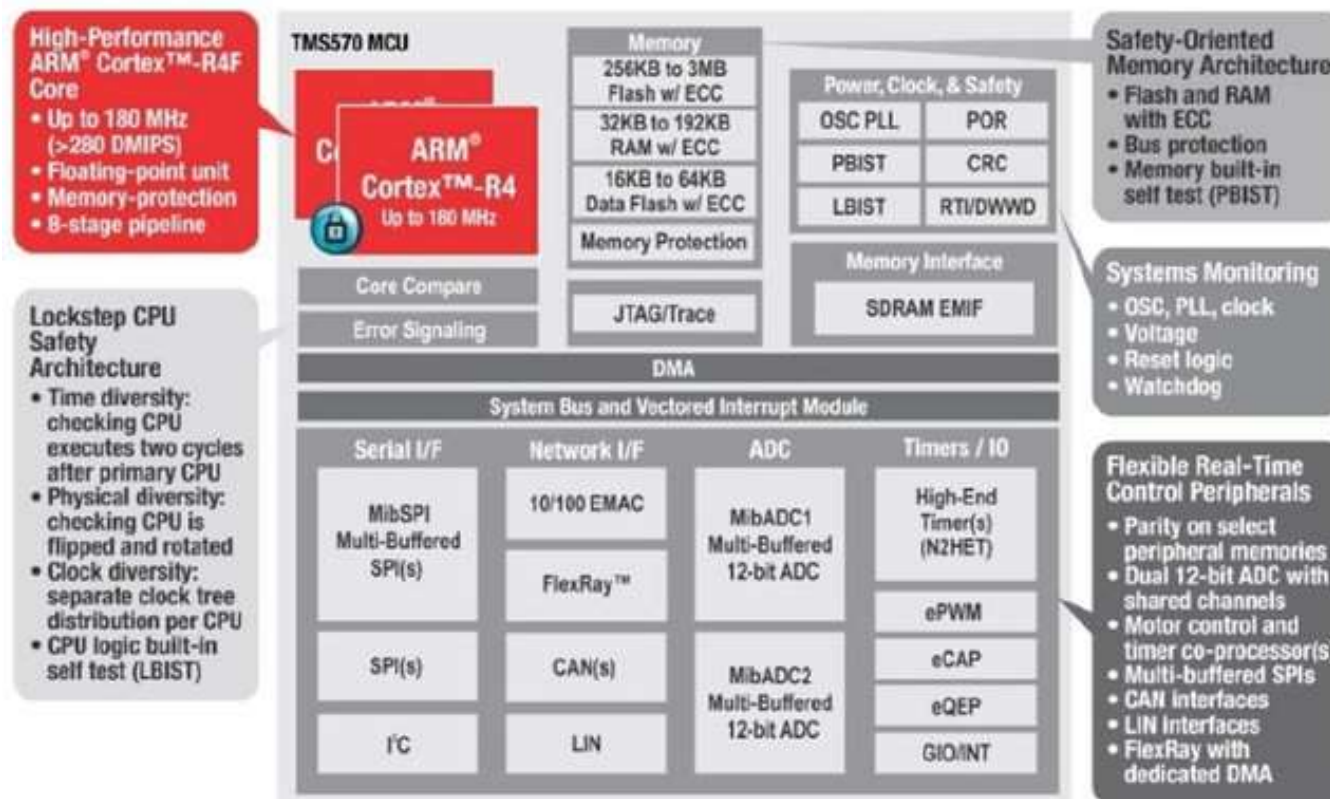 High-Performance
ARM® Cortex™-R4F
Core
• Up to 180 MHz
(>280 DMIPS)
• Floating-point unit
• Memory-protection
• 8-stage pipeline
Lockstep CPU
Safety
Architecture
• Time diversity:
checking CPU
executes two cycles
after primary CPU
• Physical diversity:
checking CPU is
flipped and rotated
• Clock diversity:
separate clock tree
distribution per CPU
• CPU logic built-in
self test (LBIST)
TMS570 MCU
ARM®
Cortex™-R4
Up to 180 MHz
Core Compare
Error Signaling
Memory
256KB to 3MB
Flash w/ ECC
32KB to 192KB
RAM w/ ECC
16KB to 64KB
Data Flash w/ ECC
Memory Protection
JTAG/Trace
Power, Clock, & Safety
OSC PLL
POR
PBIST
CRC
LBIST
RTI/DWWD
Memory Interface
SDRAM EMIF
DMA
System Bus and Vectored Interrupt Module
Serial I/F
MibSPI
Multi-Buffered
SPI(s)
SPI(s)
I²C
Network I/F
10/100 EMAC
FlexRay™
CAN(s)
LIN
ADC
MibADC1
Multi-Buffered
12-bit ADC
MibADC2
Multi-Buffered
12-bit ADC
Timers / IO
High-End
Timer(s)
(N2HET)
ePWM
eCAP
eQEP
GIO/INT
Safety-Oriented
Memory Architecture
• Flash and RAM
with ECC
• Bus protection
• Memory built-in
self test (PBIST)
Systems Monitoring
• OSC, PLL, clock
• Voltage
• Reset logic
• Watchdog
Flexible Real-Time
Control Peripherals
• Parity on select
peripheral memories
• Dual 12-bit ADC with
shared channels
• Motor control and
timer co-processor(s
• Multi-buffered SPIs
• CAN interfaces
• LIN interfaces
• FlexRay with
dedicated DMA